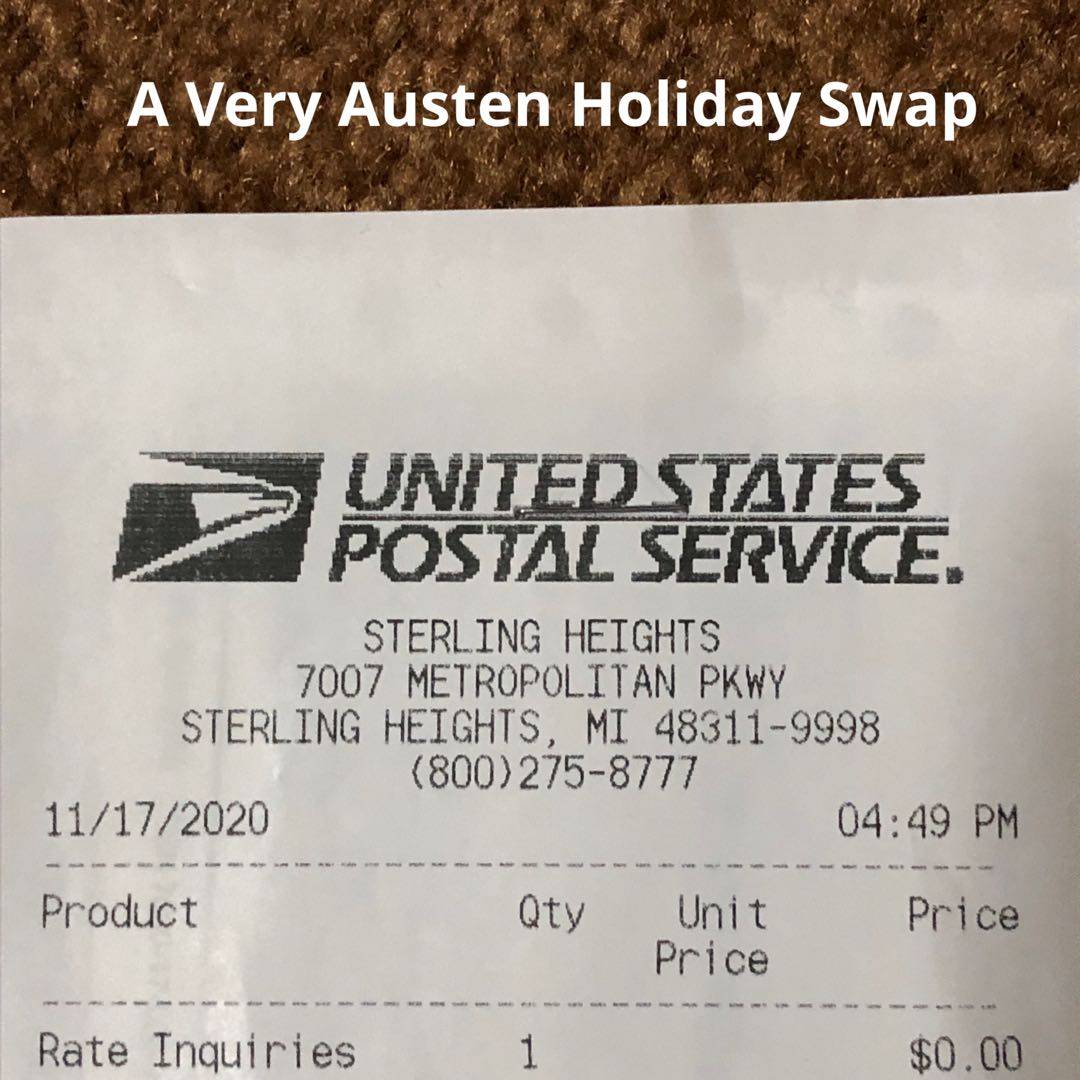 A Very Austen Holiday Swap
UNITED STATES
POSTAL SERVICE.
STERLING HEIGHTS
7007 METROPOLITAN PKWY
STERLING HEIGHTS, MI 48311-9998
(800)275-8777
11/17/2020 04:49 PM
Product Qty Unit Price
Price
Rate Inquiries 1 $0.00